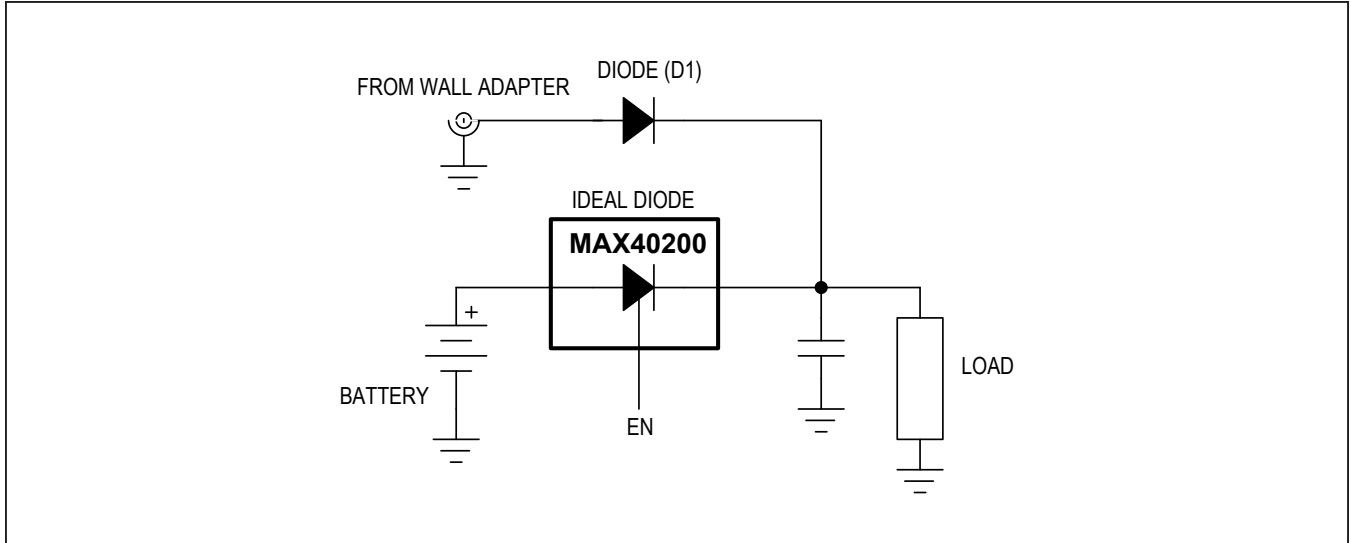 DIODE (D1)
FROM WALL ADAPTER
IDEAL DIODE
MAX40200
+
BATTERY
EN
LOAD